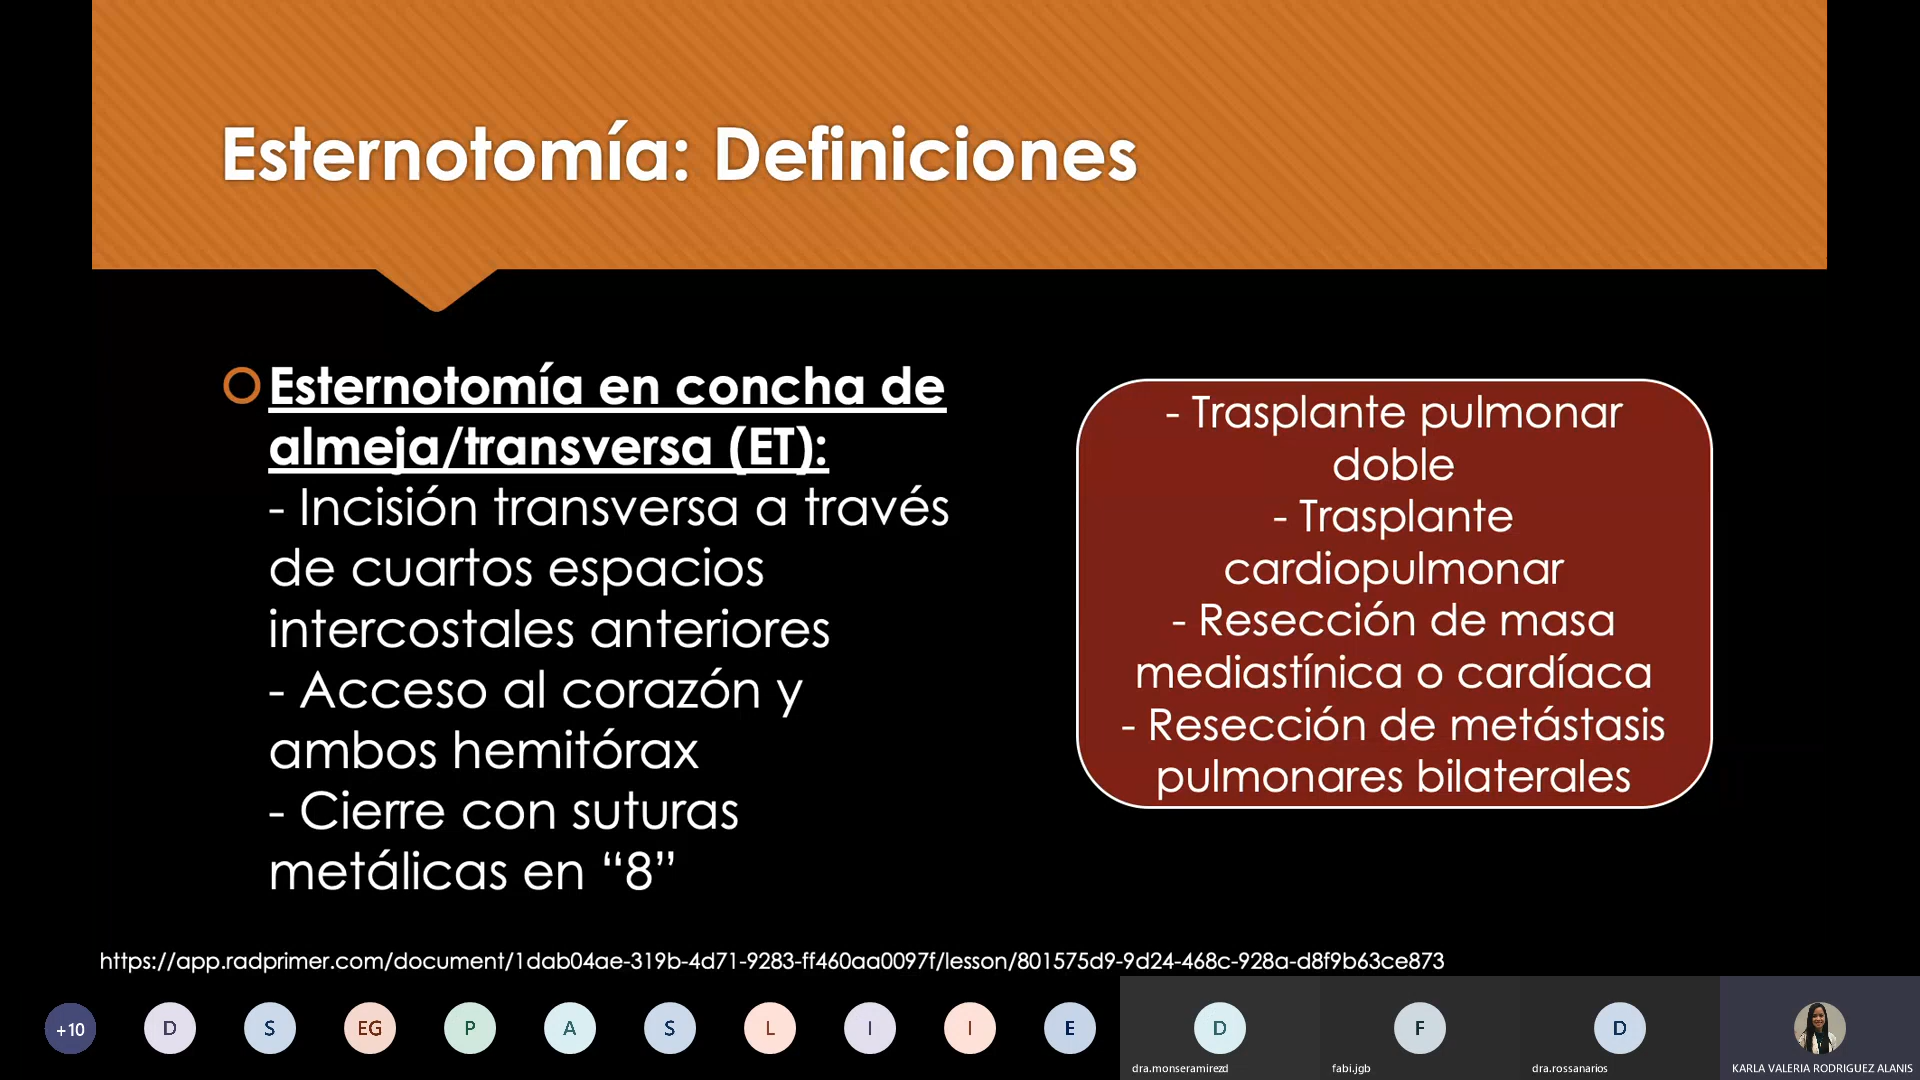 Esternotomía: Definiciones
Esternotomía en concha de
almeja/transversa (ET):
- Incisión transversa a través
de cuartos espacios
intercostales anteriores
- Acceso al corazón y
ambos hemitórax
- Cierre con suturas
metálicas en “8”
- Trasplante pulmonar
doble
- Trasplante
cardiopulmonar
- Resección de masa
mediastínica o cardíaca
- Resección de metástasis
pulmonares bilaterales
https://app.radprimer.com/document/1dab04ae-319b-4d71-9283-ff460aa0097f/lesson/801575d9-9d24-468c-928a-d8f9b63ce873
+10 D S EG P A S L I I E D F D
dra.monseramirezd fabi.jgb dra.rossanarios KARLA VALERIA RODRIGUEZ ALANIS